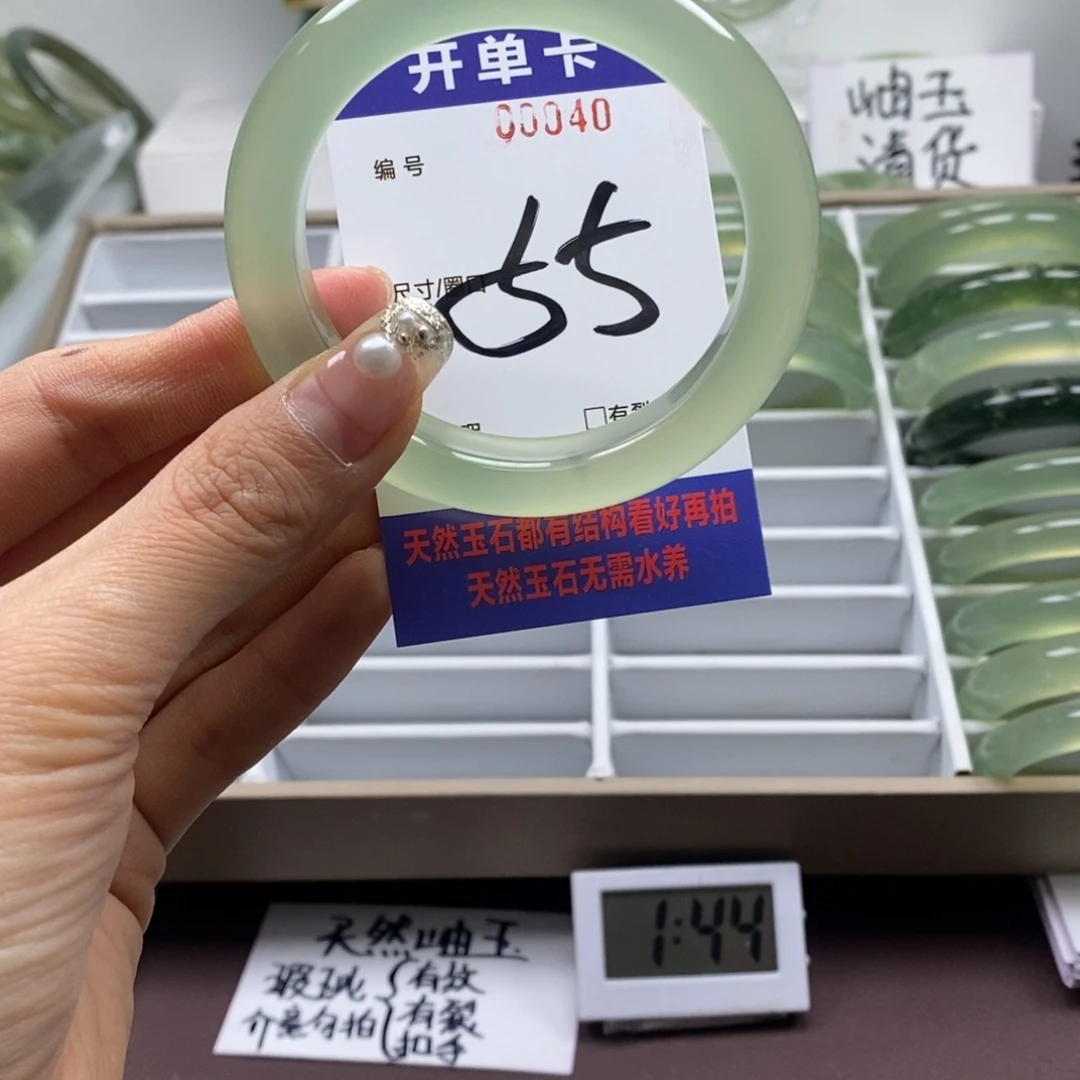 开单卡
00040
编号
55
尺寸/圈口
□有裂
天然玉石都有结构看好再拍
天然玉石无需水养
岫玉
清货
天然岫玉
瑕疵
介意勿拍
有纹
有裂
扣手
1:44